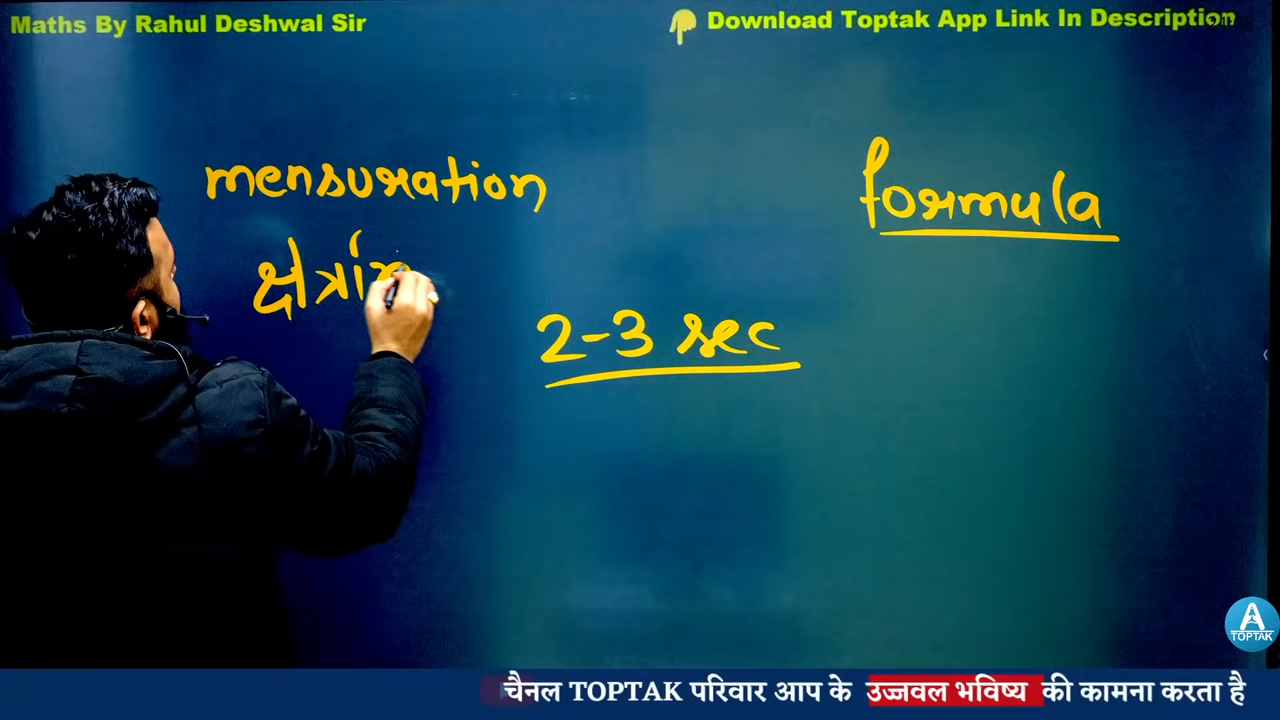 Maths By Rahul Deshwal Sir
Download Toptak App Link In Description
mensuration
formula
2-3 sec
A
TOPTAK
चैनल TOPTAK परिवार आप के उज्जवल भविष्य की कामना करता है